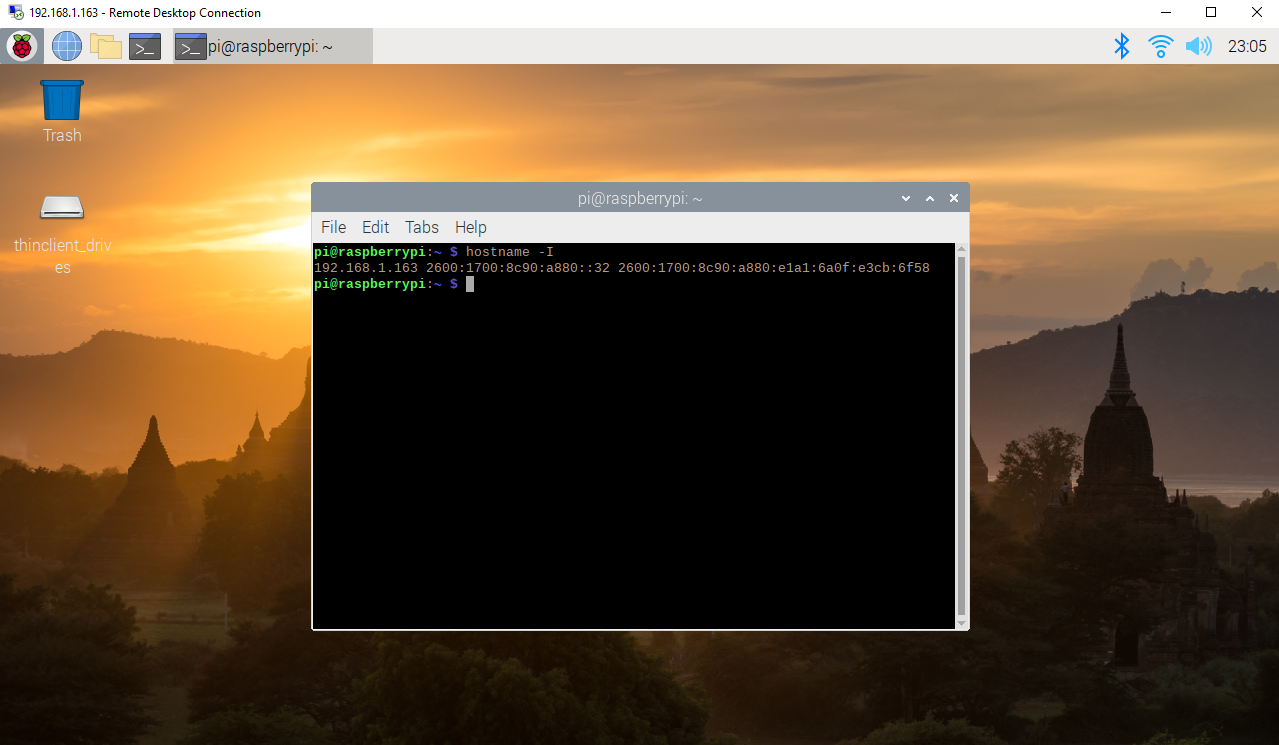 192.168.1.163 - Remote Desktop Connection
>_ >_ pi@raspberrypi: ~ 23:05
Trash
thinclient_driv
es
pi@raspberrypi: ~
File Edit Tabs Help
pi@raspberrypi:~ $ hostname -I
192.168.1.163 2600:1700:8c90:a880::32 2600:1700:8c90:a880:e1a1:6a0f:e3cb:6f58
pi@raspberrypi:~ $